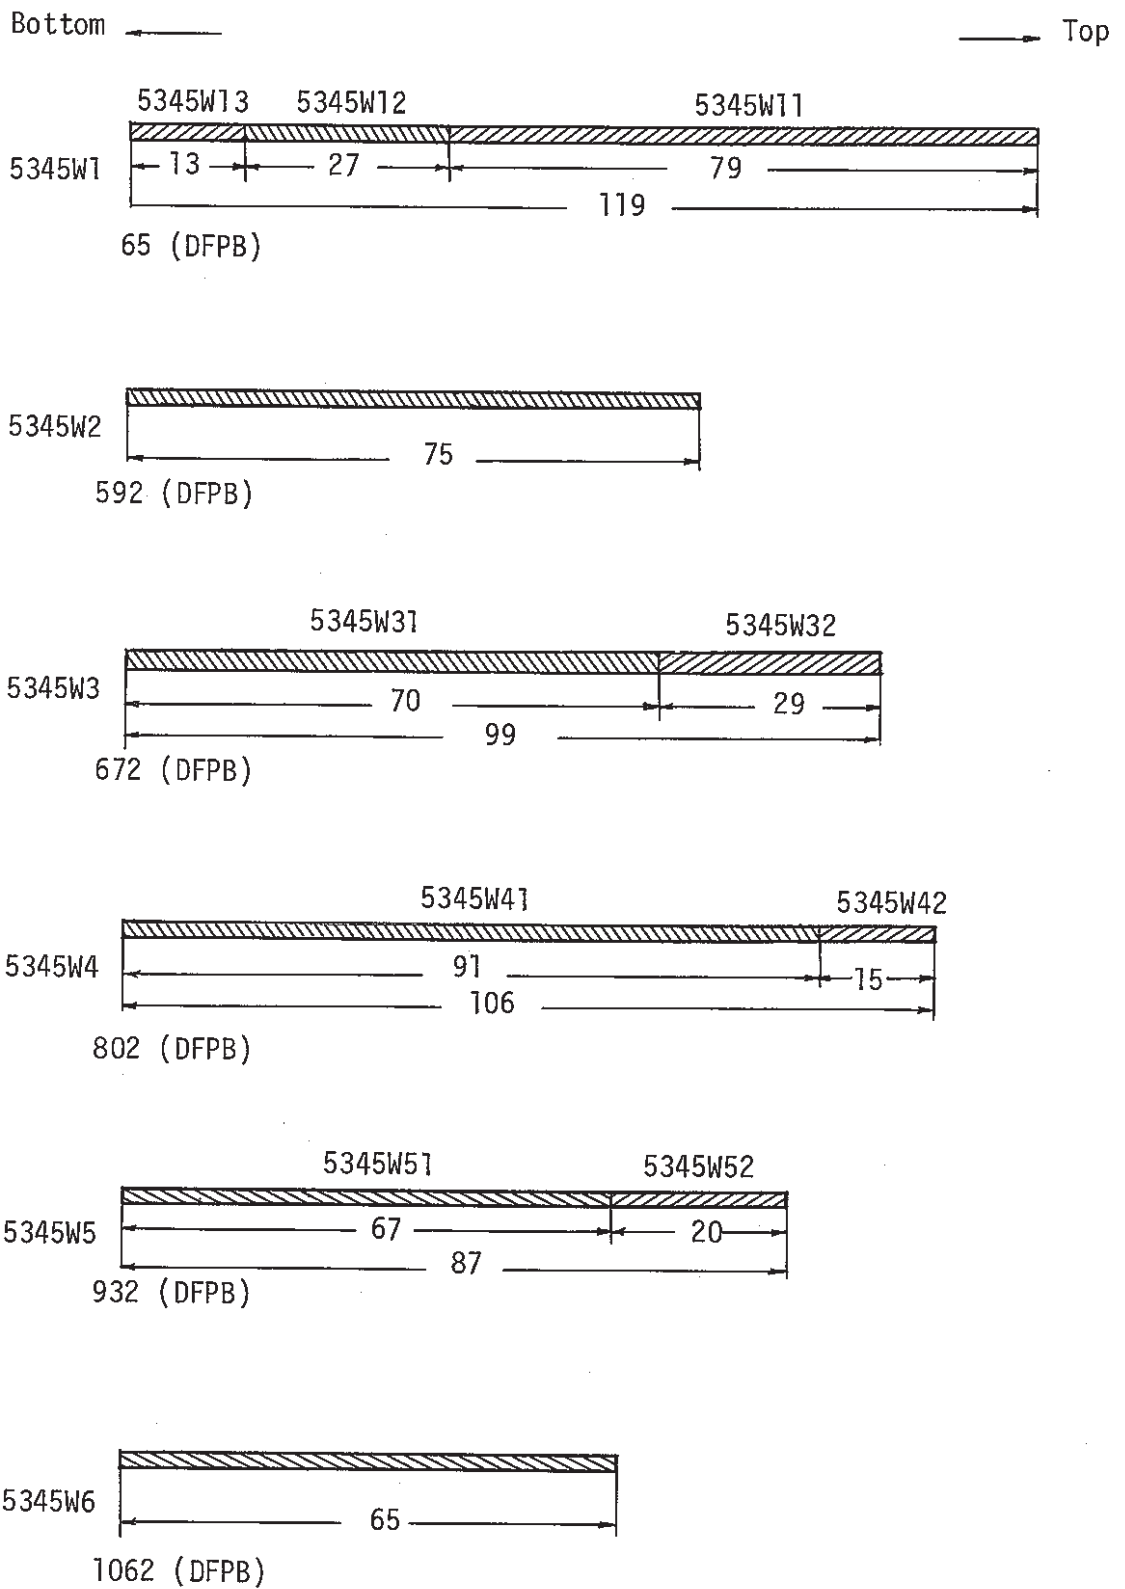 Bottom
Top
5345W13 5345W12 5345W11
5345W1
13 27 79
119
65 (DFPB)
5345W2
75
592 (DFPB)
5345W31 5345W32
5345W3
70 29
99
672 (DFPB)
5345W41 5345W42
5345W4
91 15
106
802 (DFPB)
5345W51 5345W52
5345W5
67 20
87
932 (DFPB)
5345W6
65
1062 (DFPB)